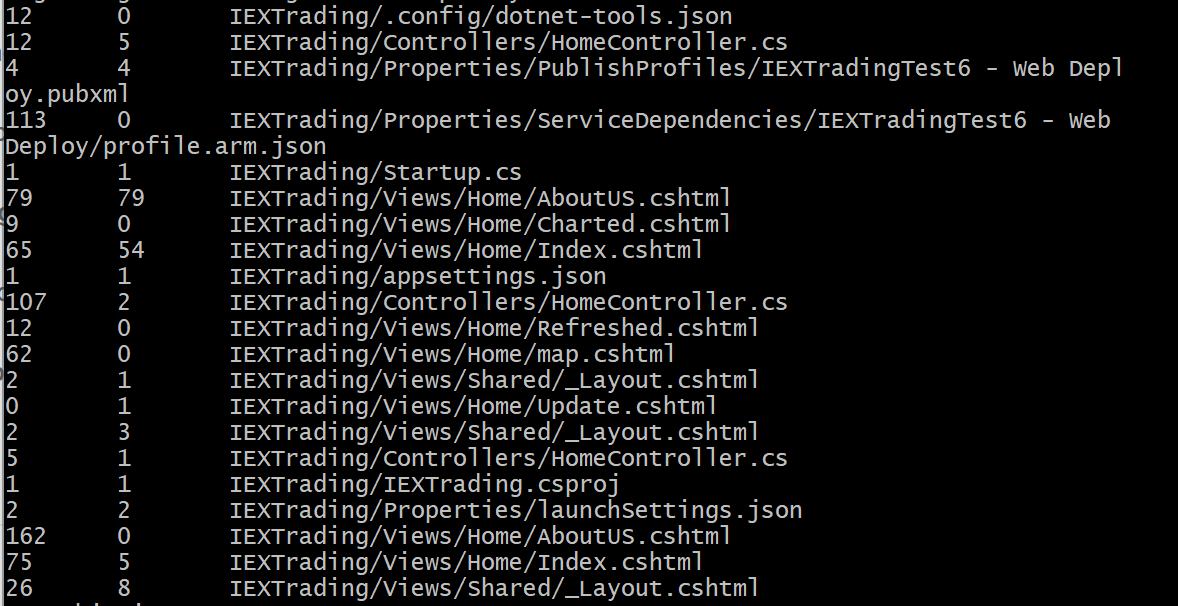 12 0 IEXTrading/.config/dotnet-tools.json
12 5 IEXTrading/Controllers/HomeController.cs
4 4 IEXTrading/Properties/PublishProfiles/IEXTradingTest6 - Web Depl
oy.pubxml
113 0 IEXTrading/Properties/ServiceDependencies/IEXTradingTest6 - Web
Deploy/profile.arm.json
1 1 IEXTrading/Startup.cs
79 79 IEXTrading/Views/Home/AboutUS.cshtml
9 0 IEXTrading/Views/Home/Charted.cshtml
65 54 IEXTrading/Views/Home/Index.cshtml
1 1 IEXTrading/appsettings.json
107 2 IEXTrading/Controllers/HomeController.cs
12 0 IEXTrading/Views/Home/Refreshed.cshtml
62 0 IEXTrading/Views/Home/map.cshtml
2 1 IEXTrading/Views/Shared/_Layout.cshtml
0 1 IEXTrading/Views/Home/Update.cshtml
2 3 IEXTrading/Views/Shared/_Layout.cshtml
5 1 IEXTrading/Controllers/HomeController.cs
1 1 IEXTrading/IEXTrading.csproj
2 2 IEXTrading/Properties/launchSettings.json
162 0 IEXTrading/Views/Home/AboutUS.cshtml
75 5 IEXTrading/Views/Home/Index.cshtml
26 8 IEXTrading/Views/Shared/_Layout.cshtml